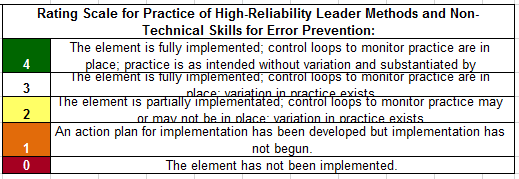 Rating Scale for Practice of High-Reliability Leader Methods and Non-
Technical Skills for Error Prevention:
4
The element is fully implemented; control loops to monitor practice are in
place; practice is as intended without variation and substantiated by
3
The element is fully implemented; control loops to monitor practice are in
place; variation in practice exists
2
The element is partially implementated; control loops to monitor practice may
or may not be in place; variation in practice exists
1
An action plan for implementation has been developed but implementation has
not begun.
0
The element has not been implemented.